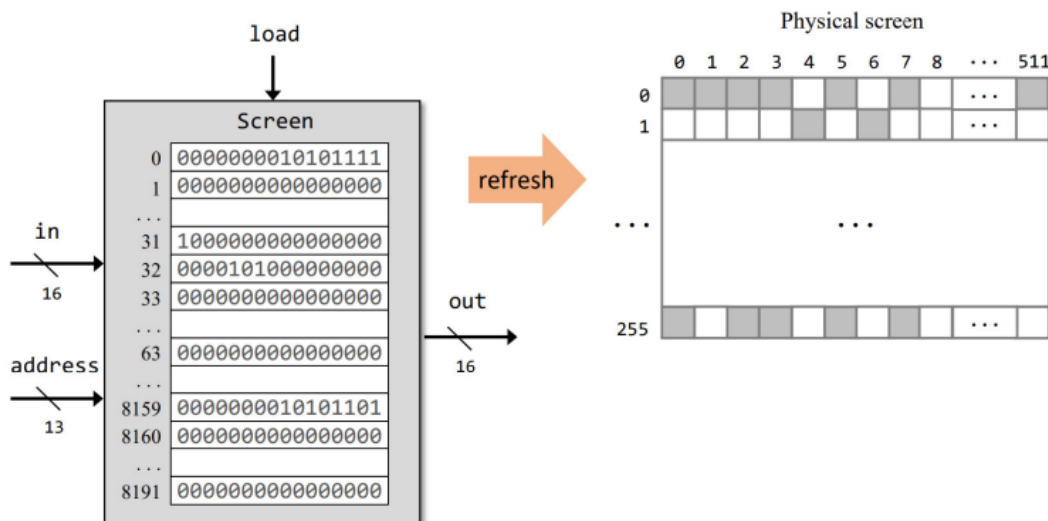 load
Screen
0 0000000010101111
1 0000000000000000
...
31 1000000000000000
32 0000101000000000
33 0000000000000000
...
63 0000000000000000
...
8159 0000000010101101
8160 0000000000000000
...
8191 0000000000000000
in
16
address
13
out
16
refresh
Physical screen
0 1 2 3 4 5 6 7 8 ... 511
0 ...
1 ...
... ...
255 ...